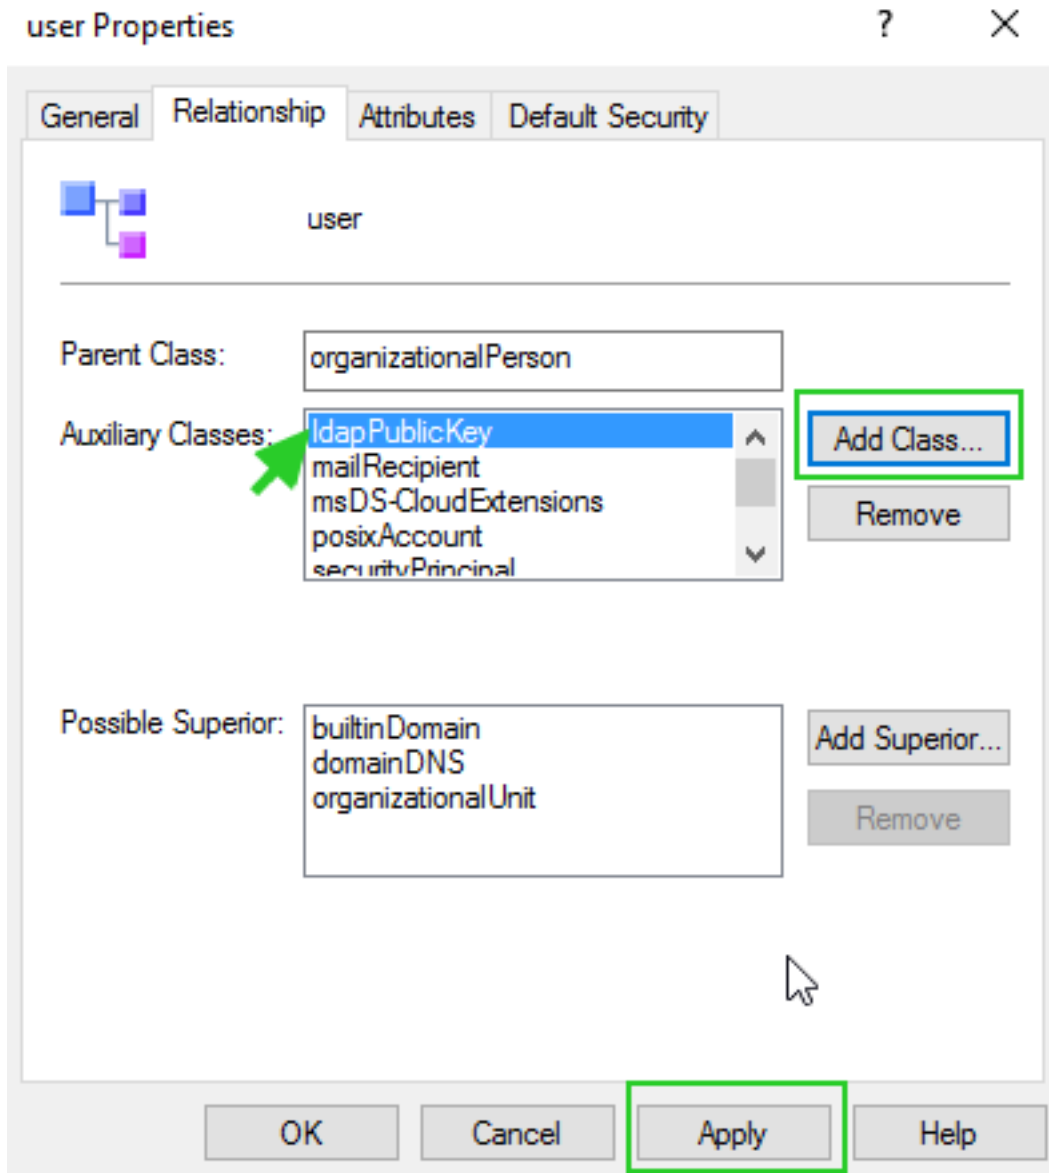 user Properties
?
General Relationship Attributes Default Security
user
Parent Class: organizationalPerson
Auxiliary Classes: ldapPublicKey
mailRecipient
msDS-CloudExtensions
posixAccount
securityPrincipal
Add Class...
Remove
Possible Superior: builtinDomain
domainDNS
organizationalUnit
Add Superior...
Remove
OK Cancel Apply Help